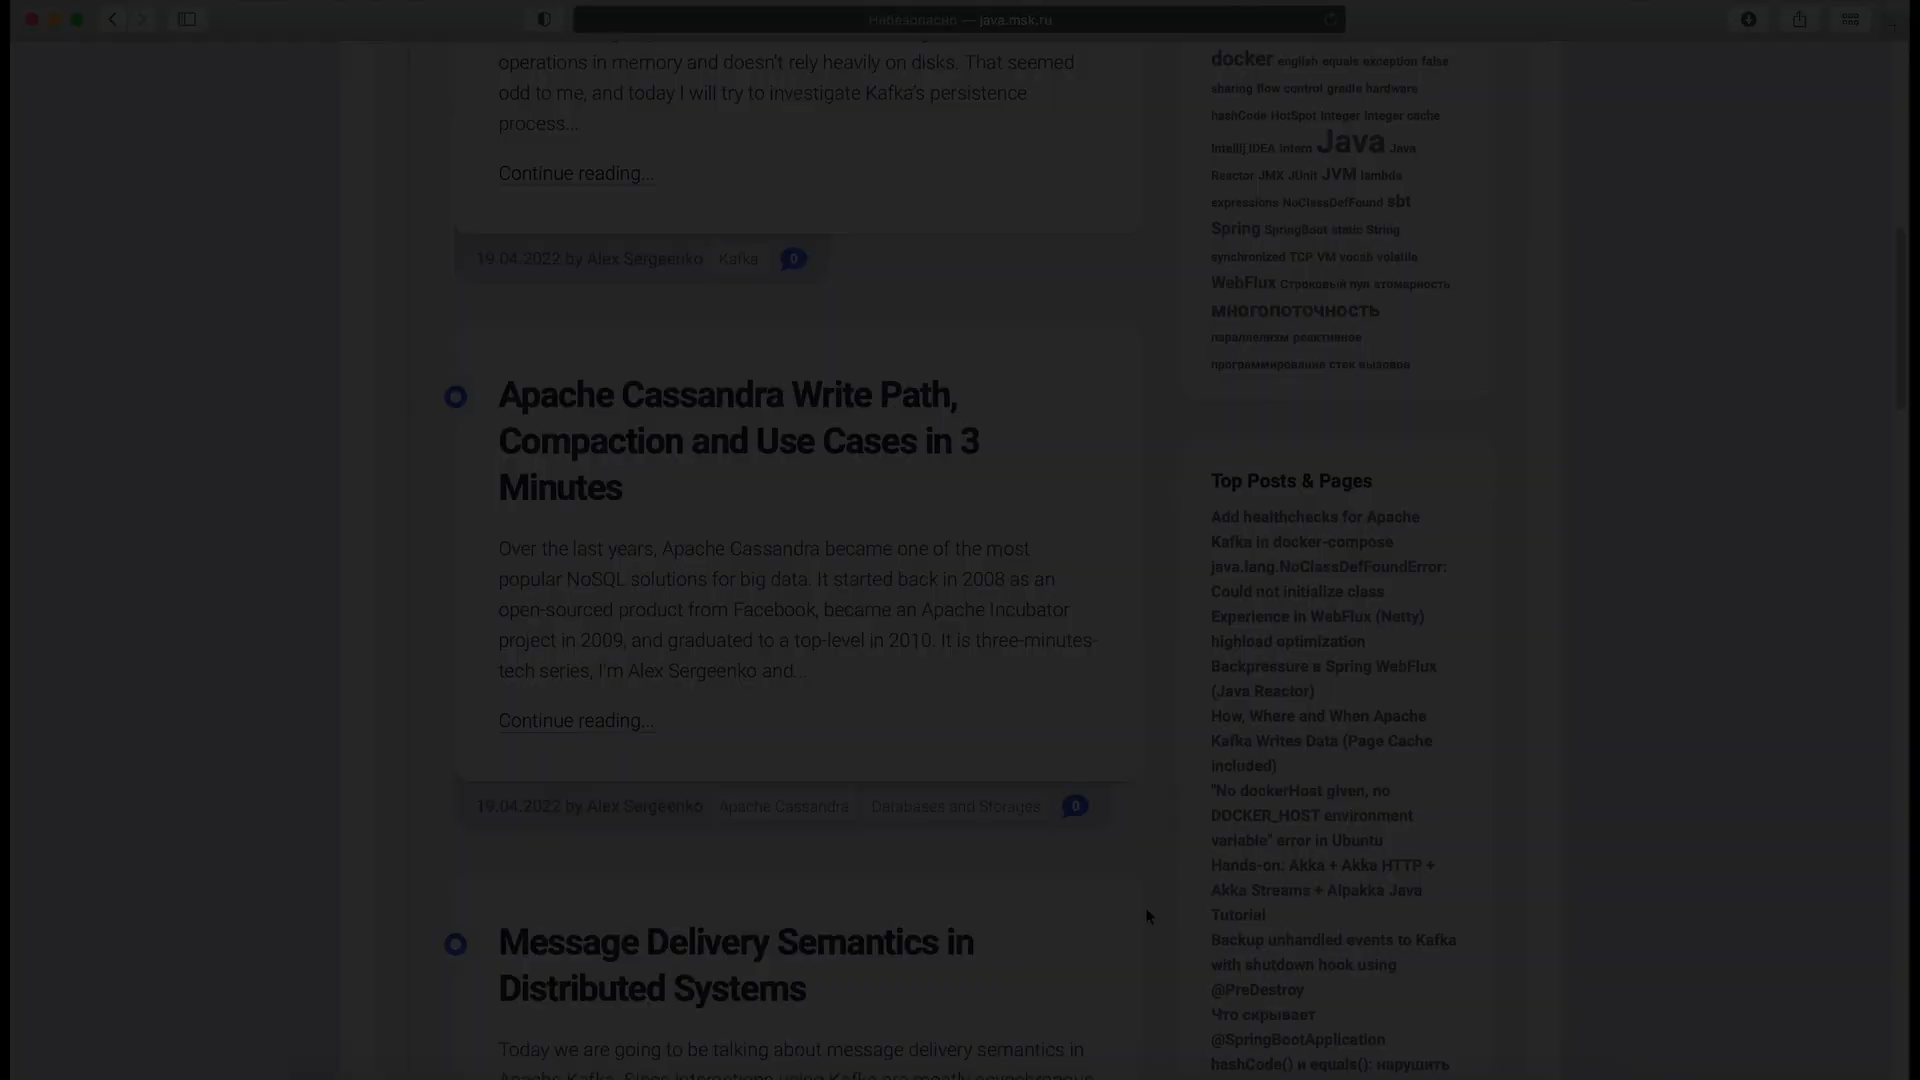 Небезопасно — java.msk.ru
operations in memory and doesn't rely heavily on disks. That seemed
odd to me, and today I will try to investigate Kafka's persistence
process...
Continue reading...
19.04.2022 by Alex Sergeenko Kafka 0
Apache Cassandra Write Path,
Compaction and Use Cases in 3
Minutes
Over the last years, Apache Cassandra became one of the most
popular NoSQL solutions for big data. It started back in 2008 as an
open-sourced product from Facebook, became an Apache Incubator
project in 2009, and graduated to a top-level in 2010. It is three-minutes-
tech series, I'm Alex Sergeenko and...
Continue reading...
19.04.2022 by Alex Sergeenko Apache Cassandra Databases and Storages 0
Message Delivery Semantics in
Distributed Systems
Today we are going to be talking about message delivery semantics in
Apache Kafka. Since interactions using Kafka are mostly asynchronous
docker english equals exception false
sharing flow control gradle hardware
hashCode HotSpot Integer Integer cache
Intellij IDEA intern Java Java
Reactor JMX JUnit JVM lambda
expressions NoClassDefFound sbt
Spring SpringBoot static String
synchronized TCP VM vocab volatile
WebFlux Строковый пул атомарность
многопоточность
параллелизм реактивное
программирование стек вызовов
Top Posts & Pages
Add healthchecks for Apache
Kafka in docker-compose
java.lang.NoClassDefFoundError:
Could not initialize class
Experience in WebFlux (Netty)
highload optimization
Backpressure в Spring WebFlux
(Java Reactor)
How, Where and When Apache
Kafka Writes Data (Page Cache
included)
"No dockerHost given, no
DOCKER_HOST environment
variable" error in Ubuntu
Hands-on: Akka + Akka HTTP +
Akka Streams + Alpakka Java
Tutorial
Backup unhandled events to Kafka
with shutdown hook using
@PreDestroy
Что скрывает
@SpringBootApplication
hashCode() и equals(): нарушить